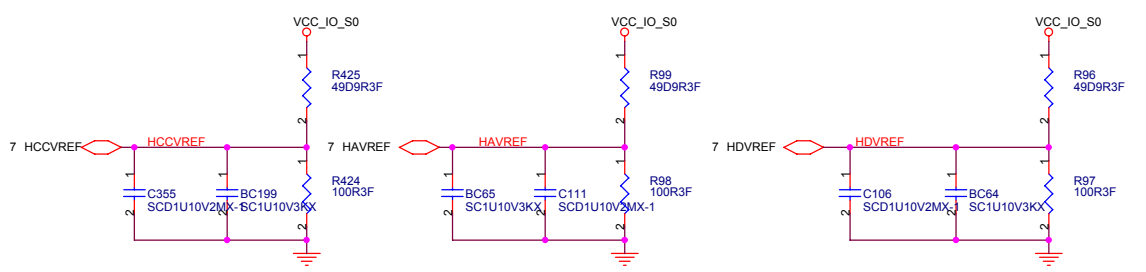 VCC_IO_S0
1
R425
49D9R3F
2
7 HCCVREF
HCCVREF
1
C355
SCD1U10V2MX-1
2
1
BC199
SC1U10V3KX
2
1
R424
100R3F
2
VCC_IO_S0
1
R99
49D9R3F
2
7 HAVREF
HAVREF
1
BC65
SC1U10V3KX
2
1
C111
SCD1U10V2MX-1
2
1
R98
100R3F
2
VCC_IO_S0
1
R96
49D9R3F
2
7 HDVREF
HDVREF
1
C106
SCD1U10V2MX-1
2
1
BC64
SC1U10V3KX
2
1
R97
100R3F
2